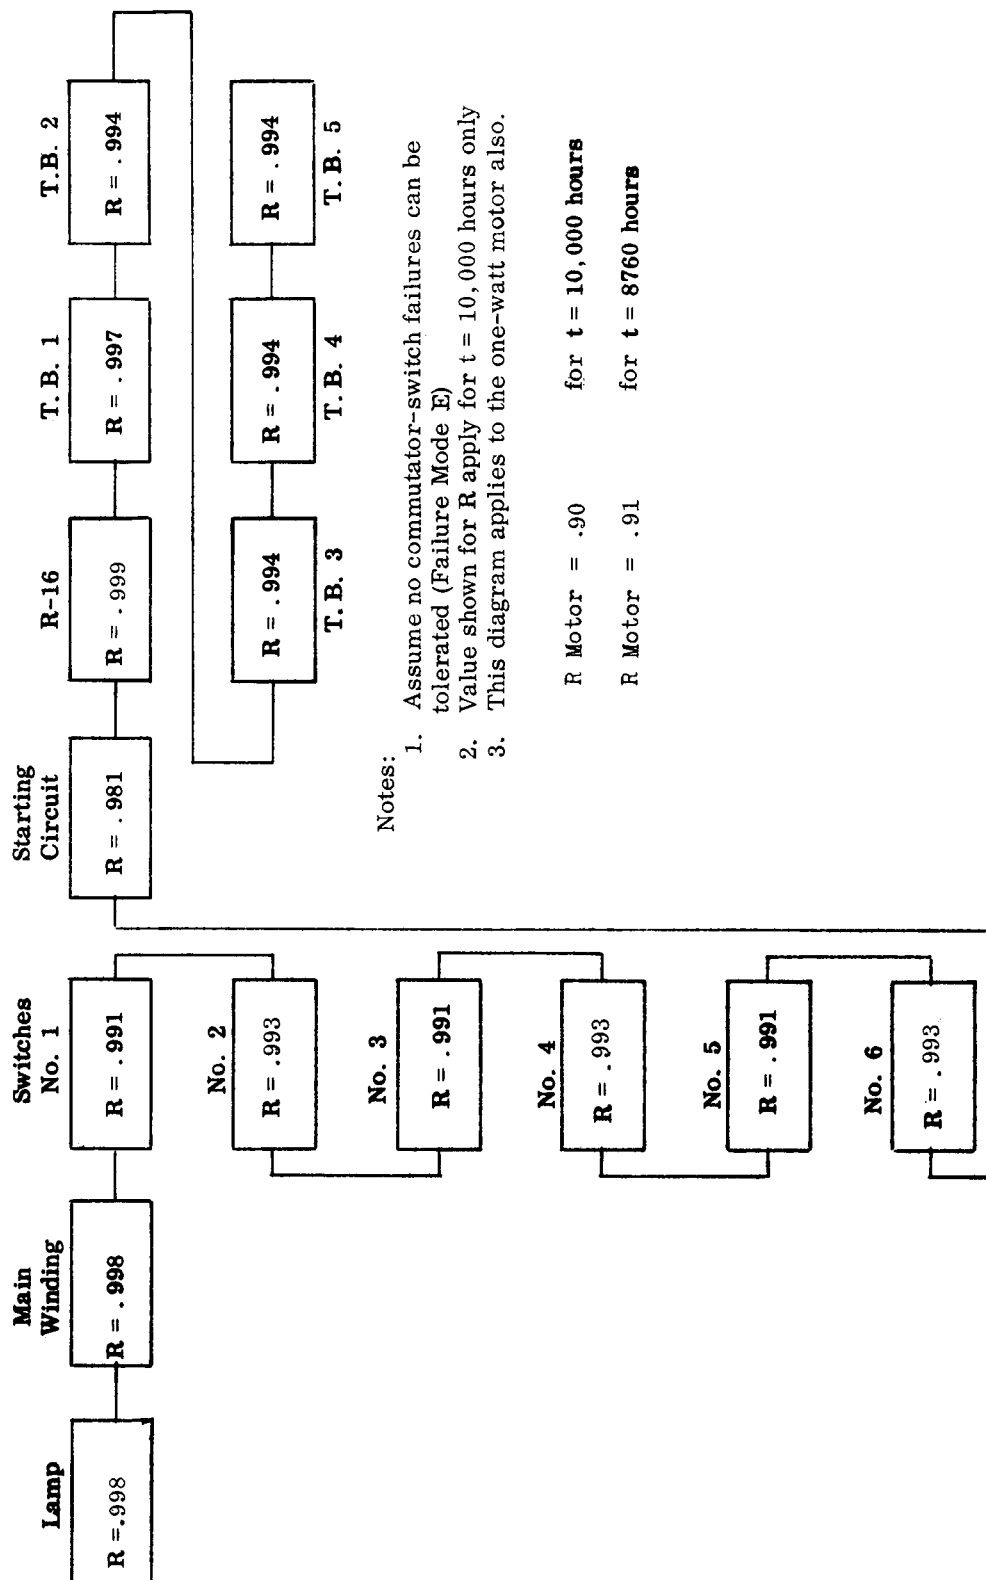 Lamp
R =.998
Main
Winding
R = .998
Switches
No. 1
R = .991
No. 2
R = .993
No. 3
R = .991
No. 4
R = .993
No. 5
R = .991
No. 6
R = .993
Starting
Circuit
R = .981
R-16
R = .999
T.B. 1
R = .997
T.B. 2
R = .994
R = .994
T.B. 3
R = .994
T.B. 4
R = .994
T.B. 5
Notes:
1. Assume no commutator-switch failures can be
tolerated (Failure Mode E)
2. Value shown for R apply for t = 10,000 hours only
3. This diagram applies to the one-watt motor also.
R Motor = .90 for t = 10,000 hours
R Motor = .91 for t = 8760 hours